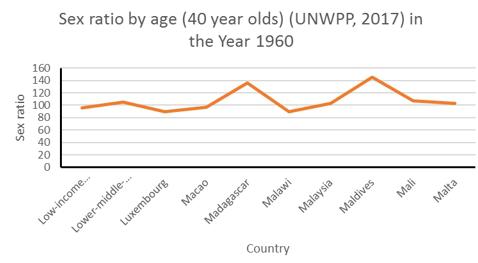 Sex ratio by age (40 year olds) (UNWPP, 2017) in
the Year 1960
Sex ratio
160
140
120
100
80
60
40
20
0
Low-income...
Lower-middle-...
Luxembourg
Macao
Madagascar
Malawi
Malaysia
Maldives
Mali
Malta
Country